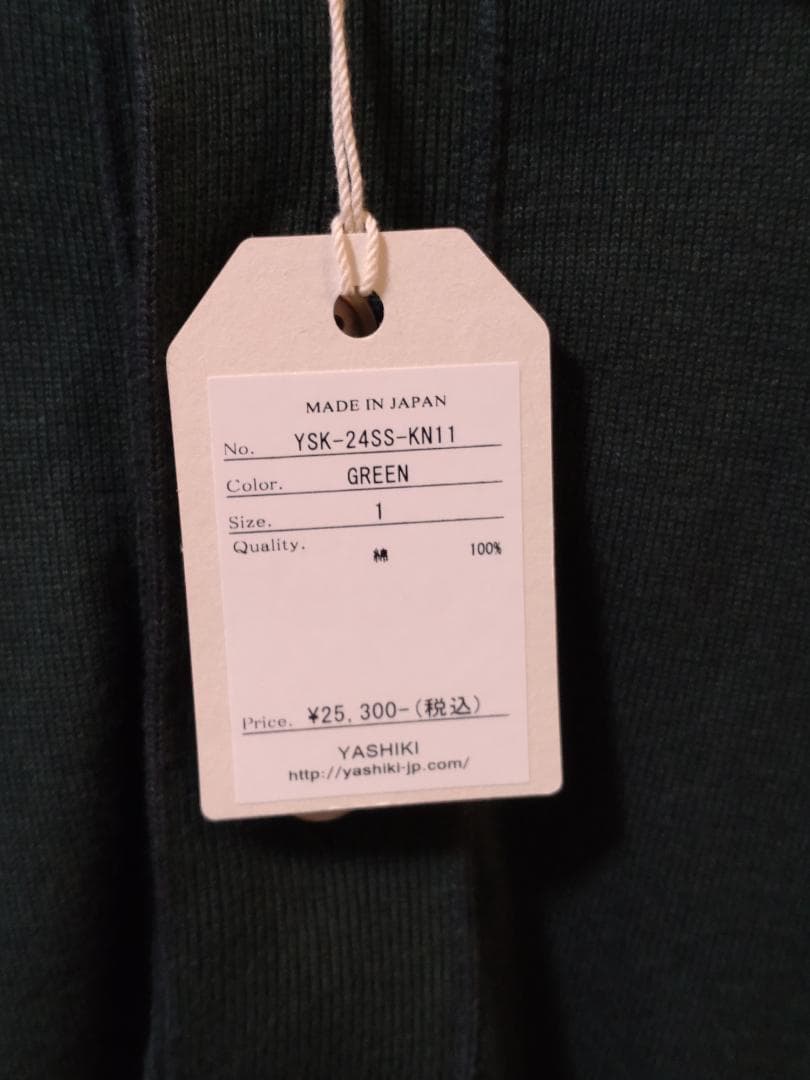 MADE IN JAPAN
No. YSK-24SS-KN11
Color. GREEN
Size. 1
Quality. 綿 100%
Price. ¥25,300-(税込)
YASHIKI
http://yashiki-jp.com/